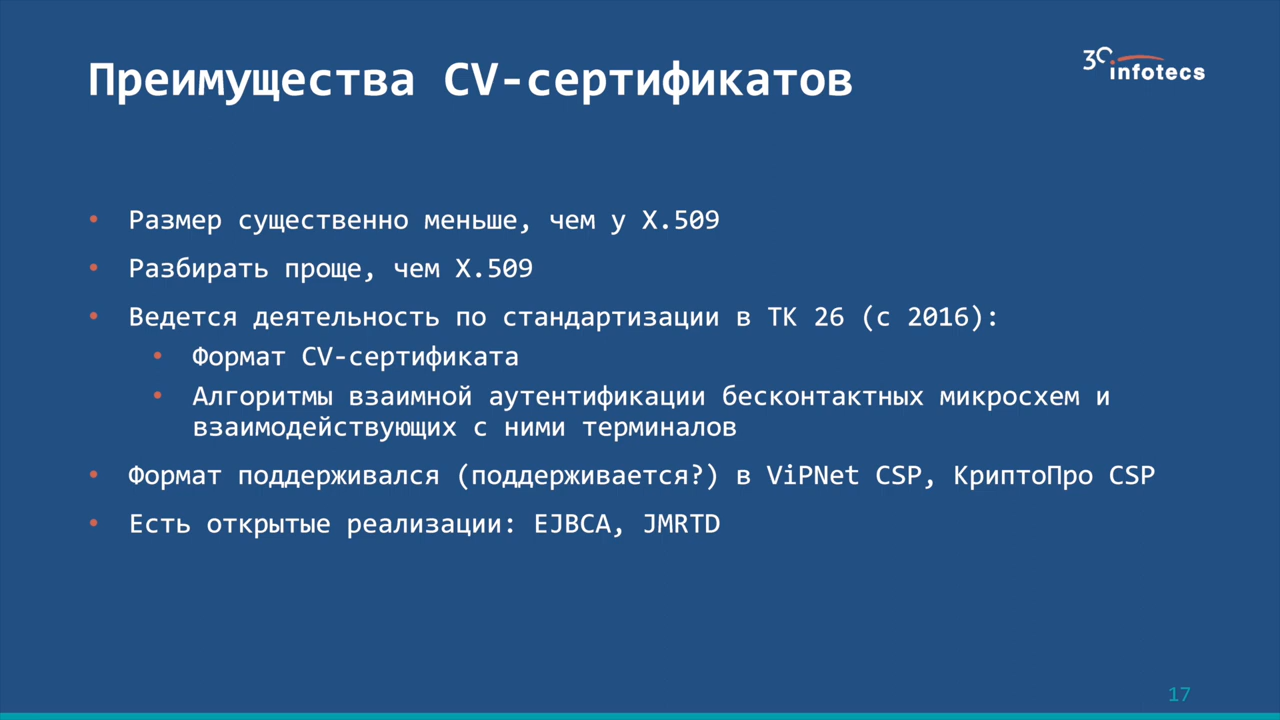 Преимущества CV-сертификатов
30 infotecs
• Размер существенно меньше, чем у X.509
• Разбирать проще, чем X.509
• Ведется деятельность по стандартизации в ТК 26 (с 2016):
• Формат CV-сертификата
• Алгоритмы взаимной аутентификации бесконтактных микросхем и
взаимодействующих с ними терминалов
• Формат поддерживался (поддерживается?) в ViPNet CSP, КриптоПро CSP
• Есть открытые реализации: EJBCA, JMRTD
17